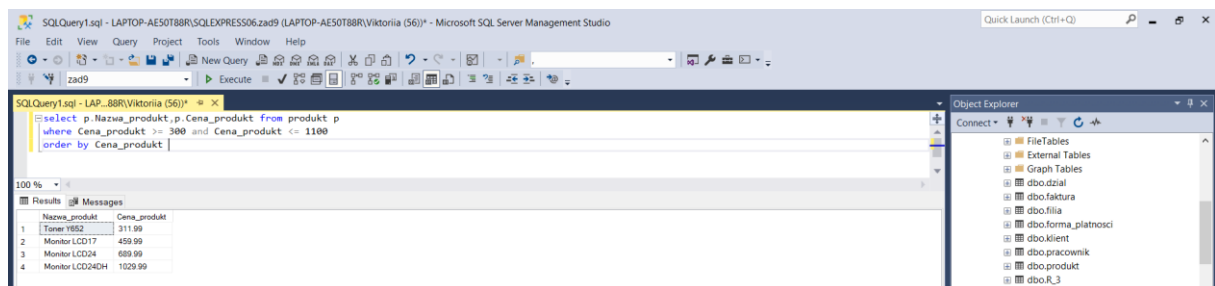 SQLQuery1.sql - LAPTOP-AE50T88R\SQLEXPRESS06.zad9 (LAPTOP-AE50T88R\Viktoriia (56))* - Microsoft SQL Server Management Studio
Quick Launch (Ctrl+Q)
File Edit View Query Project Tools Window Help
New Query
zad9
Execute
SQLQuery1.sql - LAP...88R\Viktoriia (56))*
select p.Nazwa_produkt,p.Cena_produkt from produkt p
where Cena_produkt >= 300 and Cena_produkt <= 1100
order by Cena_produkt
100 %
Results Messages
Nazwa_produkt Cena_produkt
1 Toner Y652 311.99
2 Monitor LCD17 459.99
3 Monitor LCD24 689.99
4 Monitor LCD24DH 1029.99
Object Explorer
Connect
FileTables
External Tables
Graph Tables
dbo.dzial
dbo.faktura
dbo.filia
dbo.forma_platnosci
dbo.klient
dbo.pracownik
dbo.produkt
dbo.R_3